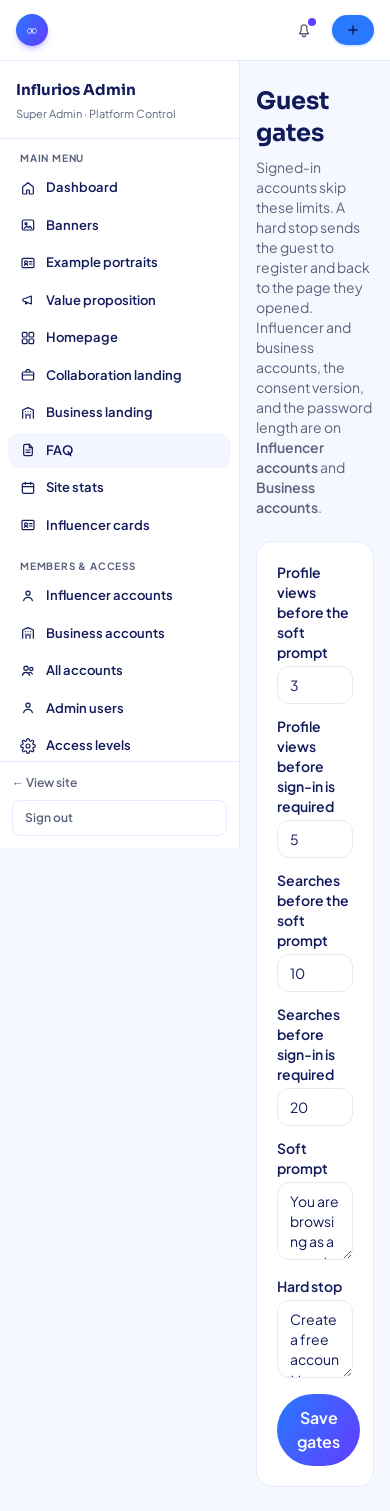 ∞
+
Influrios Admin
Super Admin · Platform Control
MAIN MENU
Dashboard
Banners
Example portraits
Value proposition
Homepage
Collaboration landing
Business landing
FAQ
Site stats
Influencer cards
MEMBERS & ACCESS
Influencer accounts
Business accounts
All accounts
Admin users
Access levels
← View site
Sign out
Guest
gates
Signed-in
accounts skip
these limits. A
hard stop sends
the guest to
register and back
to the page they
opened.
Influencer and
business
accounts, the
consent version,
and the password
length are on
Influencer
accounts and
Business
accounts.
Profile
views
before the
soft
prompt
3
Profile
views
before
sign-in is
required
5
Searches
before the
soft
prompt
10
Searches
before
sign-in is
required
20
Soft
prompt
You are
browsi
ng as a
Hard stop
Create
a free
accoun
Save
gates